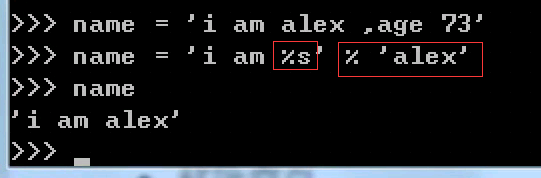 >>> name = 'i am alex ,age 73'
>>> name = 'i am %s' % 'alex'
>>> name
'i am alex'
>>> _